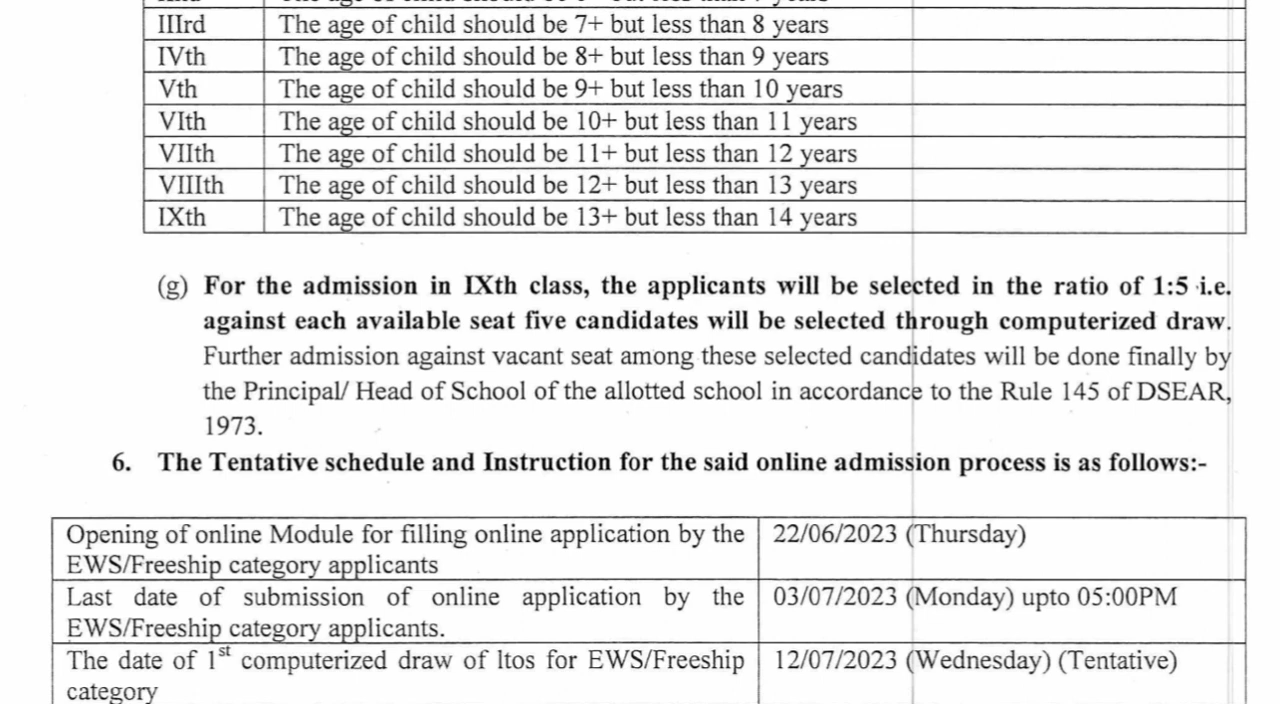 IIIrd The age of child should be 7+ but less than 8 years
IVth The age of child should be 8+ but less than 9 years
Vth The age of child should be 9+ but less than 10 years
VIth The age of child should be 10+ but less than 11 years
VIIth The age of child should be 11+ but less than 12 years
VIIIth The age of child should be 12+ but less than 13 years
IXth The age of child should be 13+ but less than 14 years
(g) For the admission in IXth class, the applicants will be selected in the ratio of 1:5 i.e.
against each available seat five candidates will be selected through computerized draw.
Further admission against vacant seat among these selected candidates will be done finally by
the Principal/ Head of School of the allotted school in accordance to the Rule 145 of DSEAR,
1973.
6. The Tentative schedule and Instruction for the said online admission process is as follows:-
Opening of online Module for filling online application by the 22/06/2023 (Thursday)
EWS/Freeship category applicants
Last date of submission of online application by the 03/07/2023 (Monday) upto 05:00PM
EWS/Freeship category applicants.
The date of 1st computerized draw of ltos for EWS/Freeship 12/07/2023 (Wednesday) (Tentative)
category